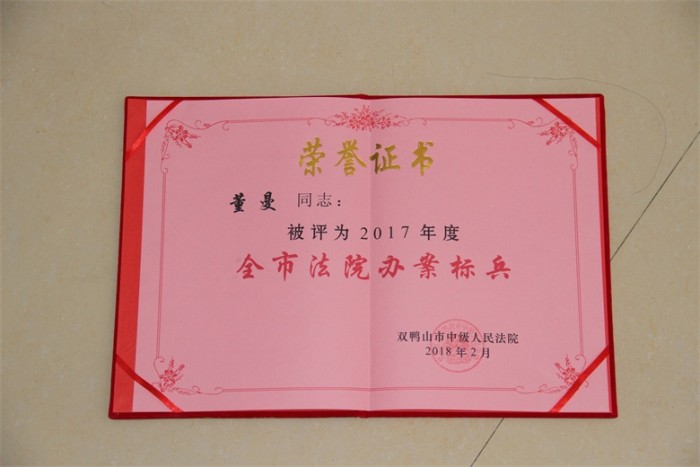 荣誉证书
董曼 同志：
被评为2017年度
全市法院办案标兵
双鸭山市中级人民法院
2018年2月